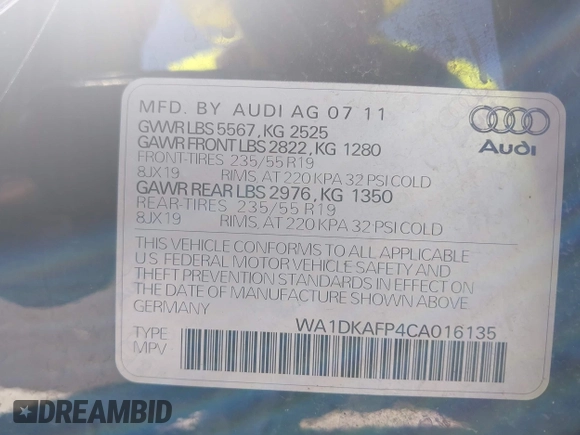 MFD. BY AUDI AG 07 11
GVWR LBS 5567, KG 2525
GAWR FRONT LBS 2822, KG 1280
FRONT-TIRES 235/55 R19
8JX19 RIMS, AT 220 KPA 32 PSI COLD
GAWR REAR LBS 2976, KG 1350
REAR-TIRES 235/55 R19
8JX19 RIMS, AT 220 KPA 32 PSI COLD
Audi
THIS VEHICLE CONFORMS TO ALL APPLICABLE
U.S. FEDERAL MOTOR VEHICLE SAFETY AND
THEFT PREVENTION STANDARDS IN EFFECT ON
THE DATE OF MANUFACTURE SHOWN ABOVE
GERMANY
WA1DKAFP4CA016135
TYPE
MPV
DREAMBID